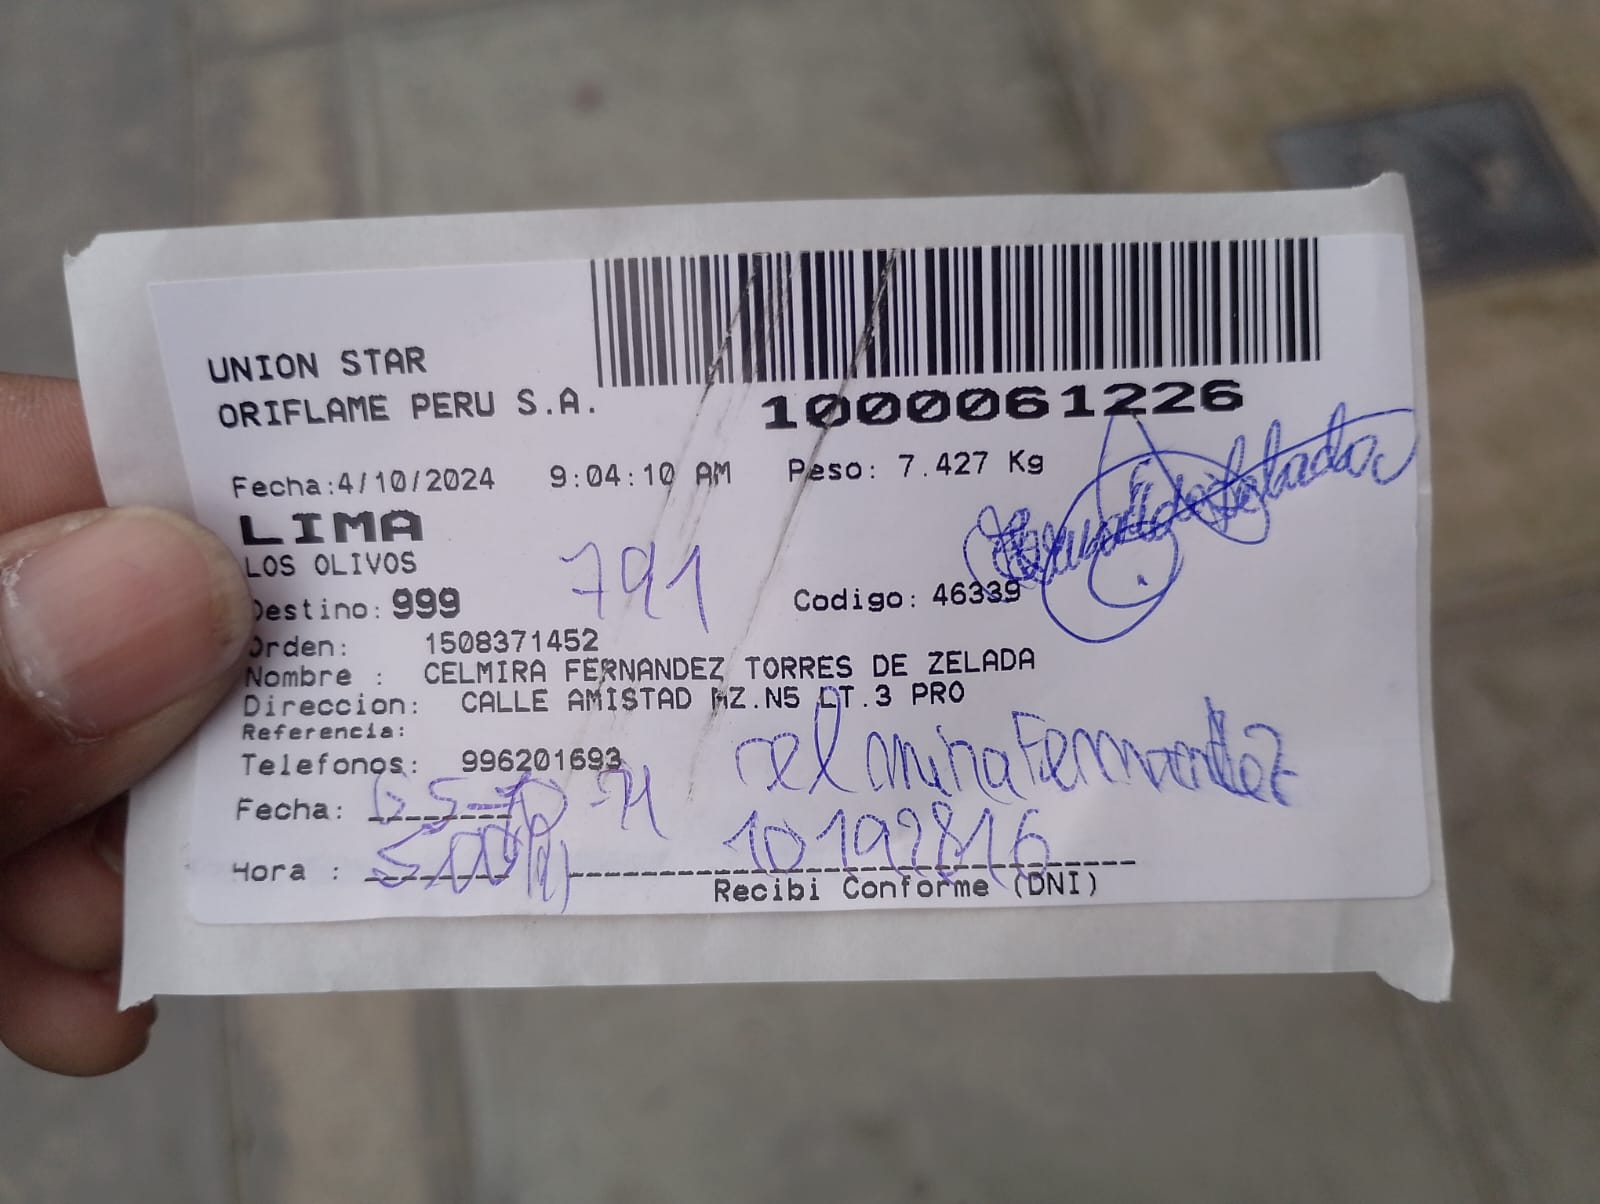 UNION STAR
ORIFLAME PERU S.A.
1000061226
Fecha:4/10/2024 9:04:10 AM Peso: 7.427 Kg
LIMA
LOS OLIVOS
791
Destino: 999 Codigo: 46339
Orden: 1508371452
Nombre : CELMIRA FERNANDEZ TORRES DE ZELADA
Direccion: CALLE AMISTAD MZ.N5 LT.3 PRO
Referencia:
Telefonos: 996201693
celmira Fernandez
Fecha:
10192816
Hora :
Recibi Conforme (DNI)